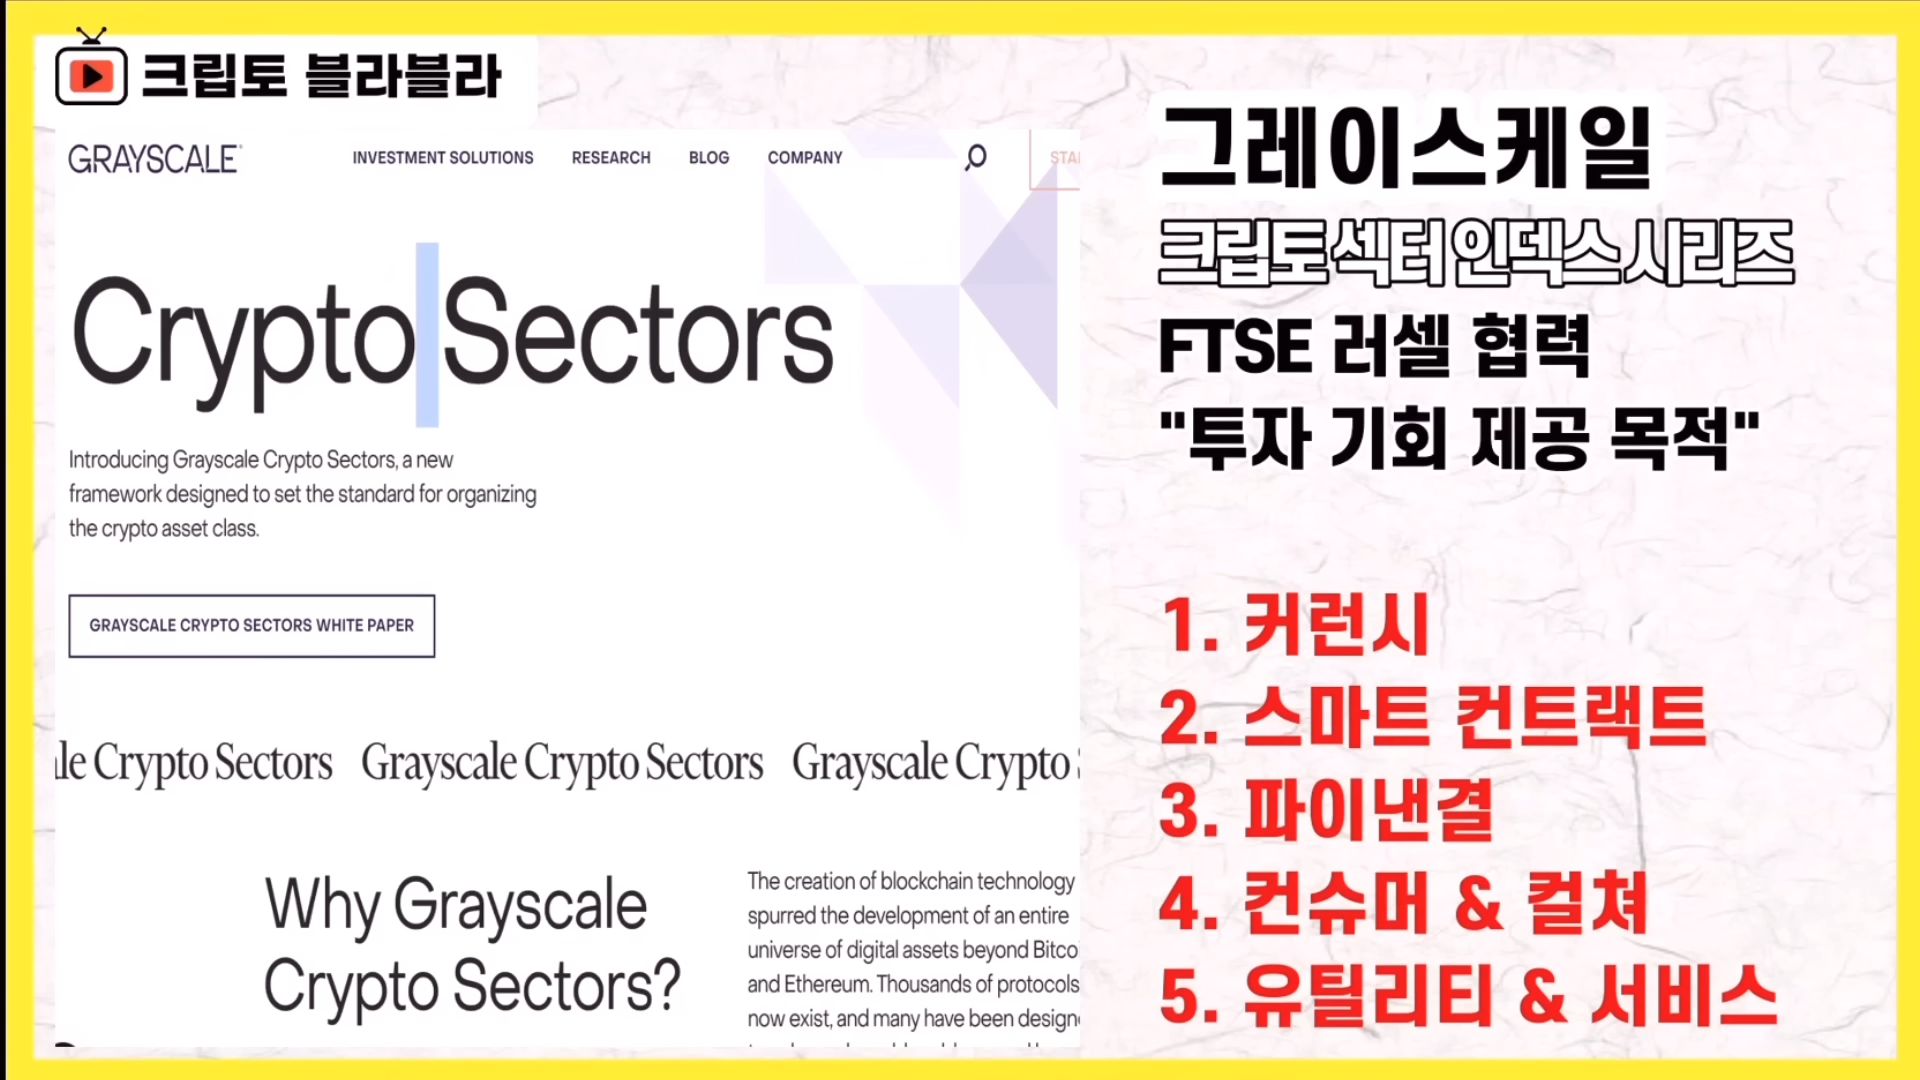 크립토 블라블라
GRAYSCALE
INVESTMENT SOLUTIONS RESEARCH BLOG COMPANY
Crypto Sectors
Introducing Grayscale Crypto Sectors, a new
framework designed to set the standard for organizing
the crypto asset class.
GRAYSCALE CRYPTO SECTORS WHITE PAPER
Crypto Sectors Grayscale Crypto Sectors Grayscale Crypto
Why Grayscale
Crypto Sectors?
The creation of blockchain technology
spurred the development of an entire
universe of digital assets beyond
and Ethereum. Thousands of protocols
now exist, and many have been
그레이스케일
크립토 섹터 인덱스 시리즈
FTSE 러셀 협력
"투자 기회 제공 목적"
1. 커런시
2. 스마트 컨트랙트
3. 파이낸결
4. 컨슈머 & 컬쳐
5. 유틸리티 & 서비스